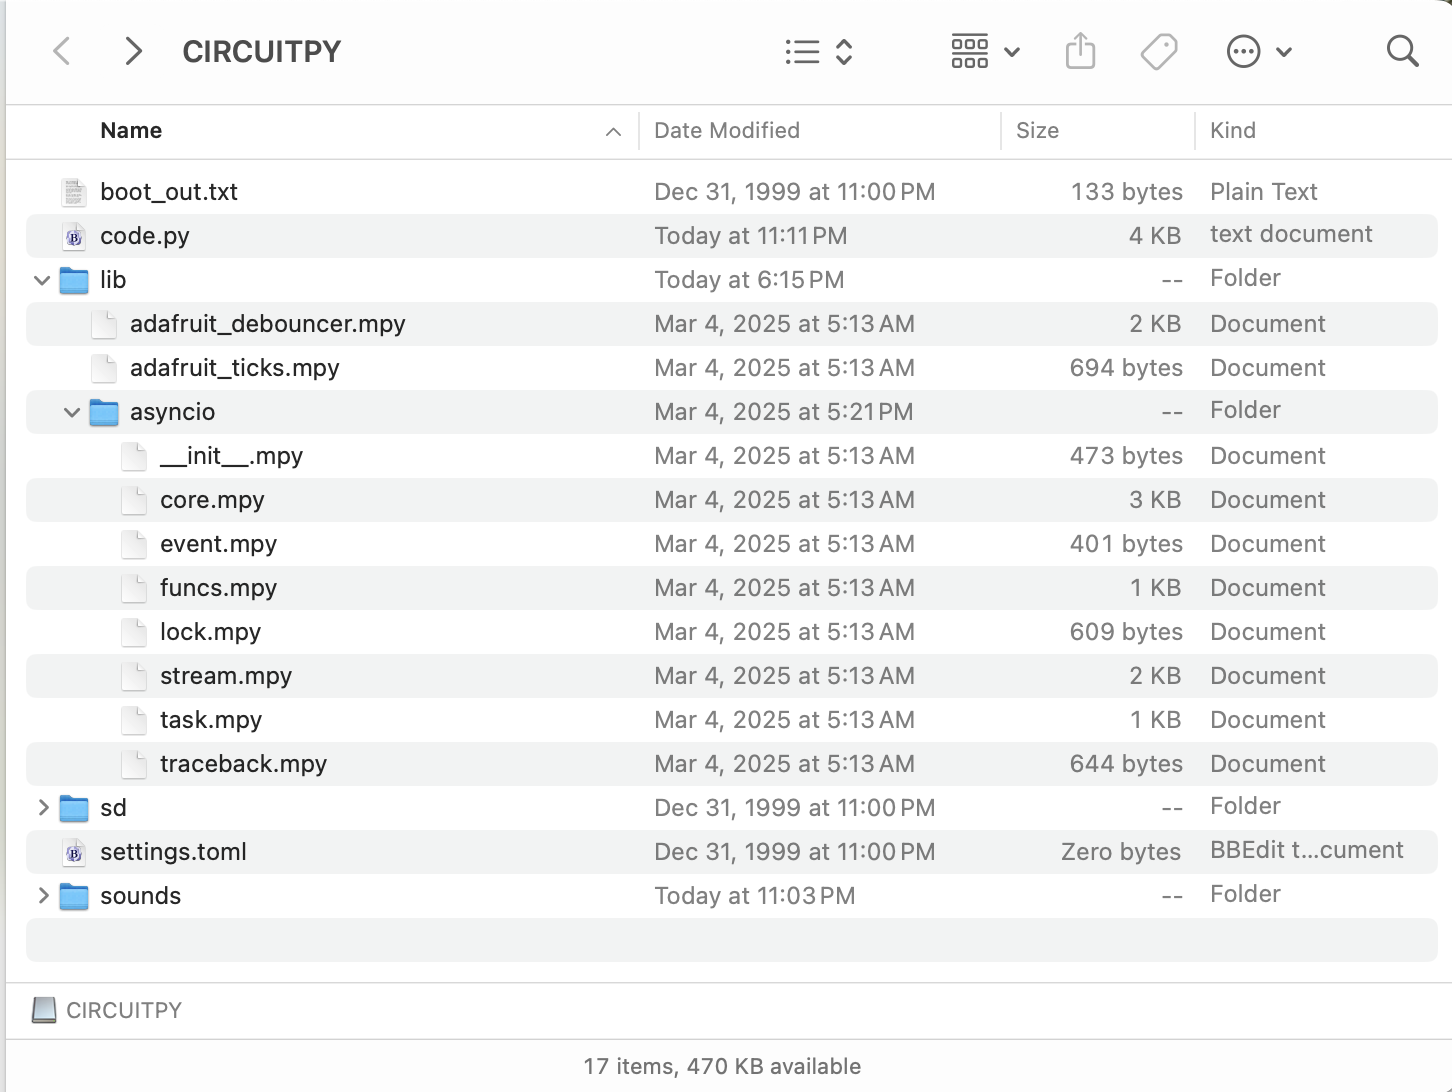 CIRCUITPY
Name Date Modified Size Kind
boot_out.txt Dec 31, 1999 at 11:00 PM 133 bytes Plain Text
code.py Today at 11:11 PM 4 KB text document
lib Today at 6:15 PM -- Folder
adafruit_debouncer.mpy Mar 4, 2025 at 5:13 AM 2 KB Document
adafruit_ticks.mpy Mar 4, 2025 at 5:13 AM 694 bytes Document
asyncio Mar 4, 2025 at 5:21 PM -- Folder
__init__.mpy Mar 4, 2025 at 5:13 AM 473 bytes Document
core.mpy Mar 4, 2025 at 5:13 AM 3 KB Document
event.mpy Mar 4, 2025 at 5:13 AM 401 bytes Document
funcs.mpy Mar 4, 2025 at 5:13 AM 1 KB Document
lock.mpy Mar 4, 2025 at 5:13 AM 609 bytes Document
stream.mpy Mar 4, 2025 at 5:13 AM 2 KB Document
task.mpy Mar 4, 2025 at 5:13 AM 1 KB Document
traceback.mpy Mar 4, 2025 at 5:13 AM 644 bytes Document
sd Dec 31, 1999 at 11:00 PM -- Folder
settings.toml Dec 31, 1999 at 11:00 PM Zero bytes BBEdit t...cument
sounds Today at 11:03 PM -- Folder
CIRCUITPY
17 items, 470 KB available